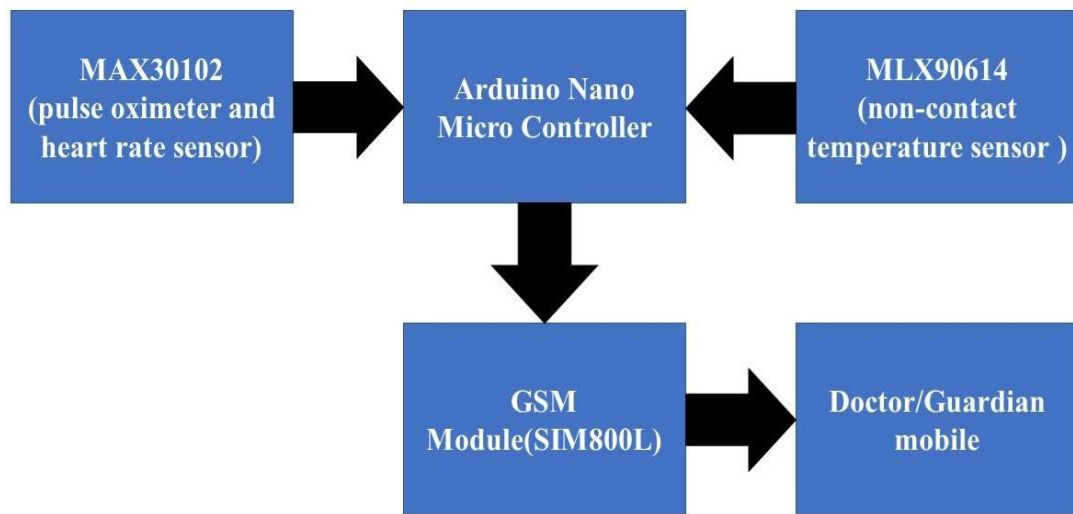 MAX30102
(pulse oximeter and
heart rate sensor)
Arduino Nano
Micro Controller
MLX90614
(non-contact
temperature sensor )
GSM
Module(SIM800L)
Doctor/Guardian
mobile